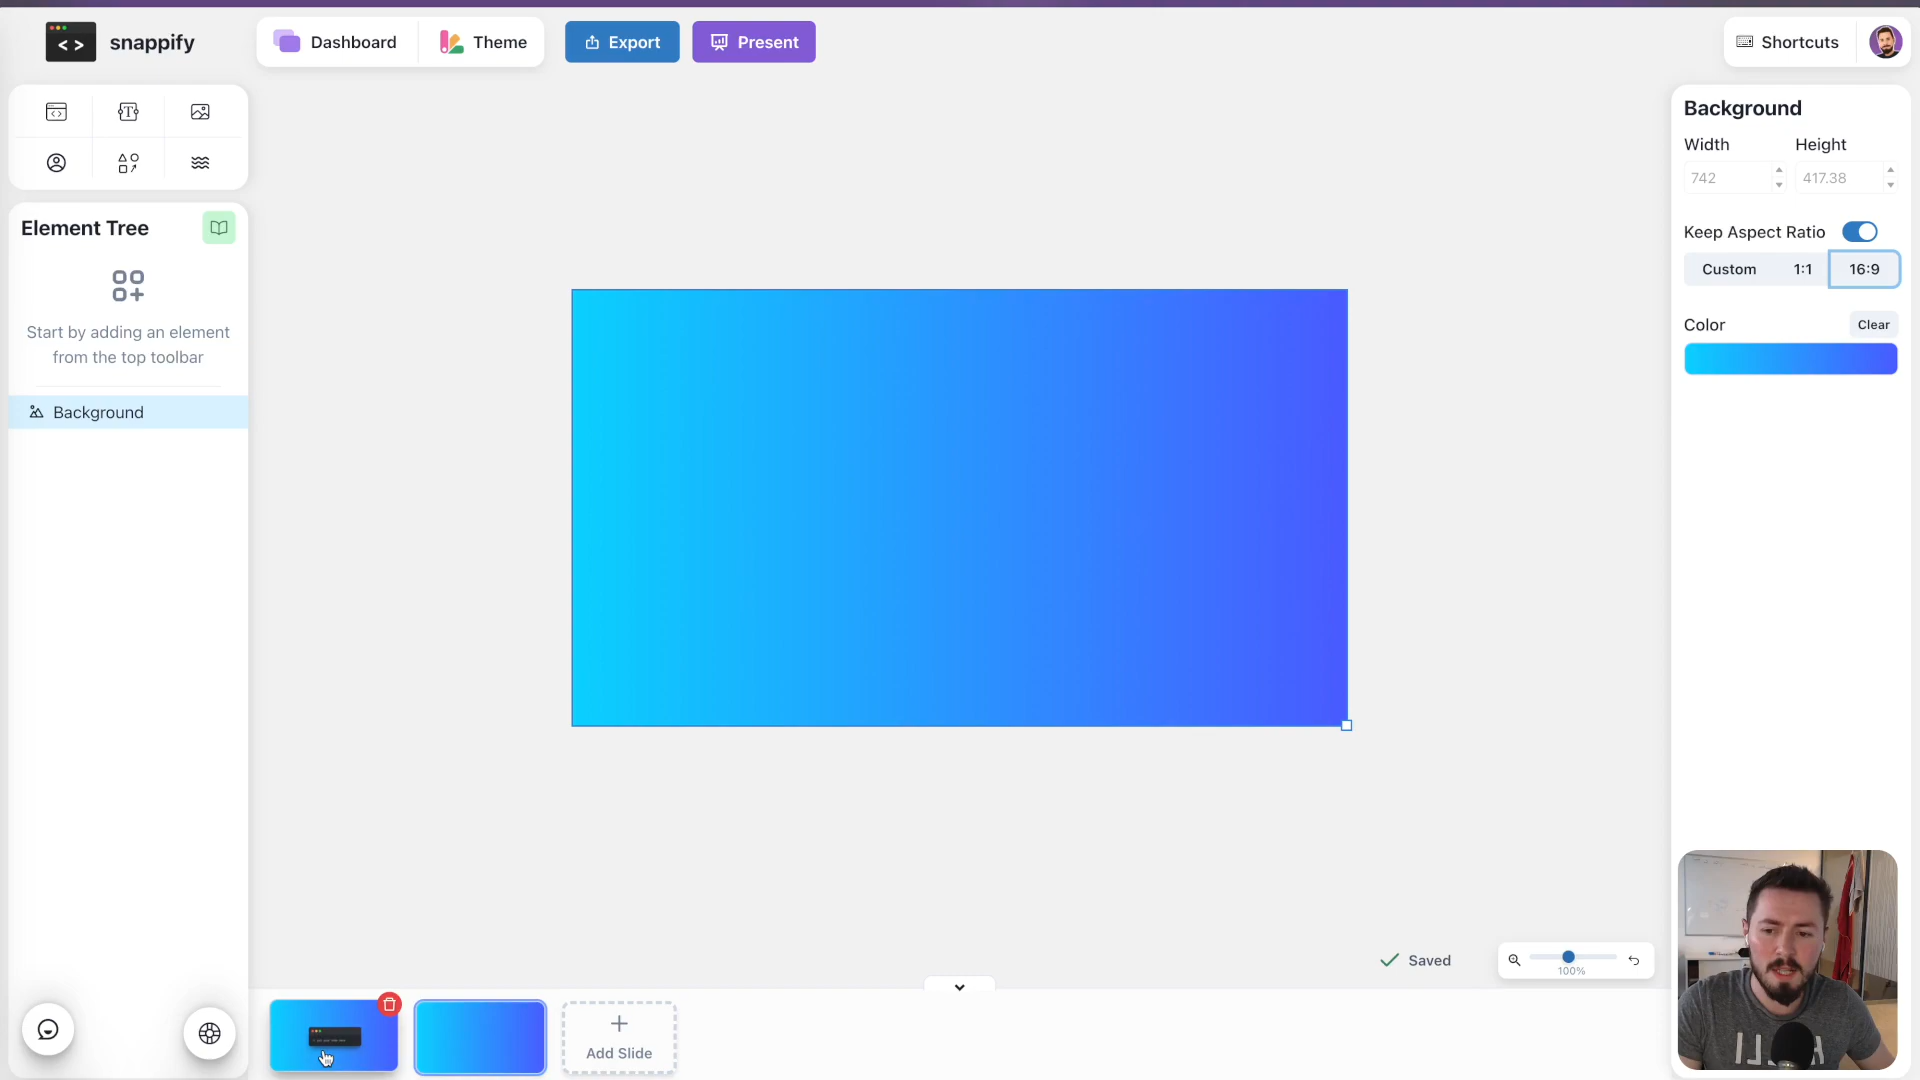 snappify
Dashboard
Theme
Export
Present
Shortcuts
Element Tree
Start by adding an element
from the top toolbar
Background
Background
Width
Height
742
417.38
Keep Aspect Ratio
Custom
1:1
16:9
Color
Clear
Saved
100%
Add Slide